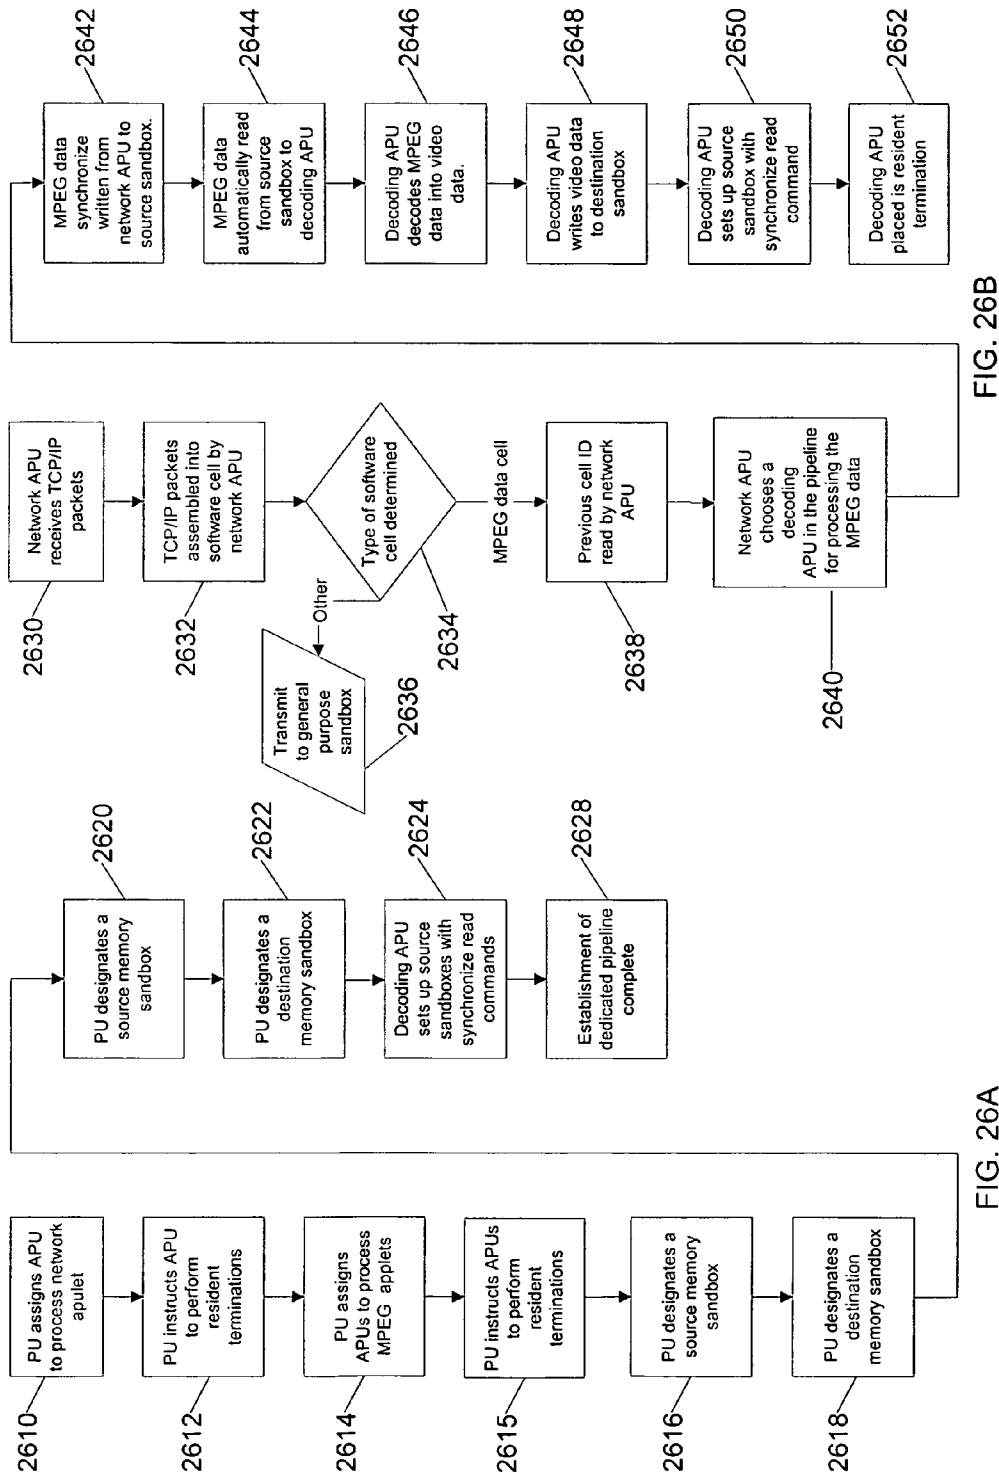 PU assigns APU
to process network
apulet
2610
PU instructs APU
to perform
resident
terminations
2612
PU assigns
APUs to process
MPEG applets
2614
PU instructs APUs
to perform
resident
terminations
2615
PU designates a
source memory
sandbox
2616
PU designates a
destination
memory sandbox
2618
PU designates a
source memory
sandbox
2620
PU designates a
destination
memory sandbox
2622
Decoding APU
sets up source
sandboxes with
synchronize read
commands
2624
Establishment of
dedicated pipeline
complete
2628
FIG. 26A
Network APU
receives TCP/IP
packets
2630
TCP/IP packets
assembled into
software cell by
network APU
2632
Type of software
cell determined
2634
Other
Transmit
to general
purpose
sandbox
2636
MPEG data cell
Previous cell ID
read by network
APU
2638
Network APU
chooses a
decoding
APU in the pipeline
for processing the
MPEG data
2640
MPEG data
synchronize
written from
network APU to
source sandbox.
2642
MPEG data
automatically read
from source
sandbox to
decoding APU
2644
Decoding APU
decodes MPEG
data into video
data.
2646
Decoding APU
writes video data
to destination
sandbox
2648
Decoding APU
sets up source
sandbox with
synchronize read
command
2650
Decoding APU
placed is resident
termination
2652
FIG. 26B